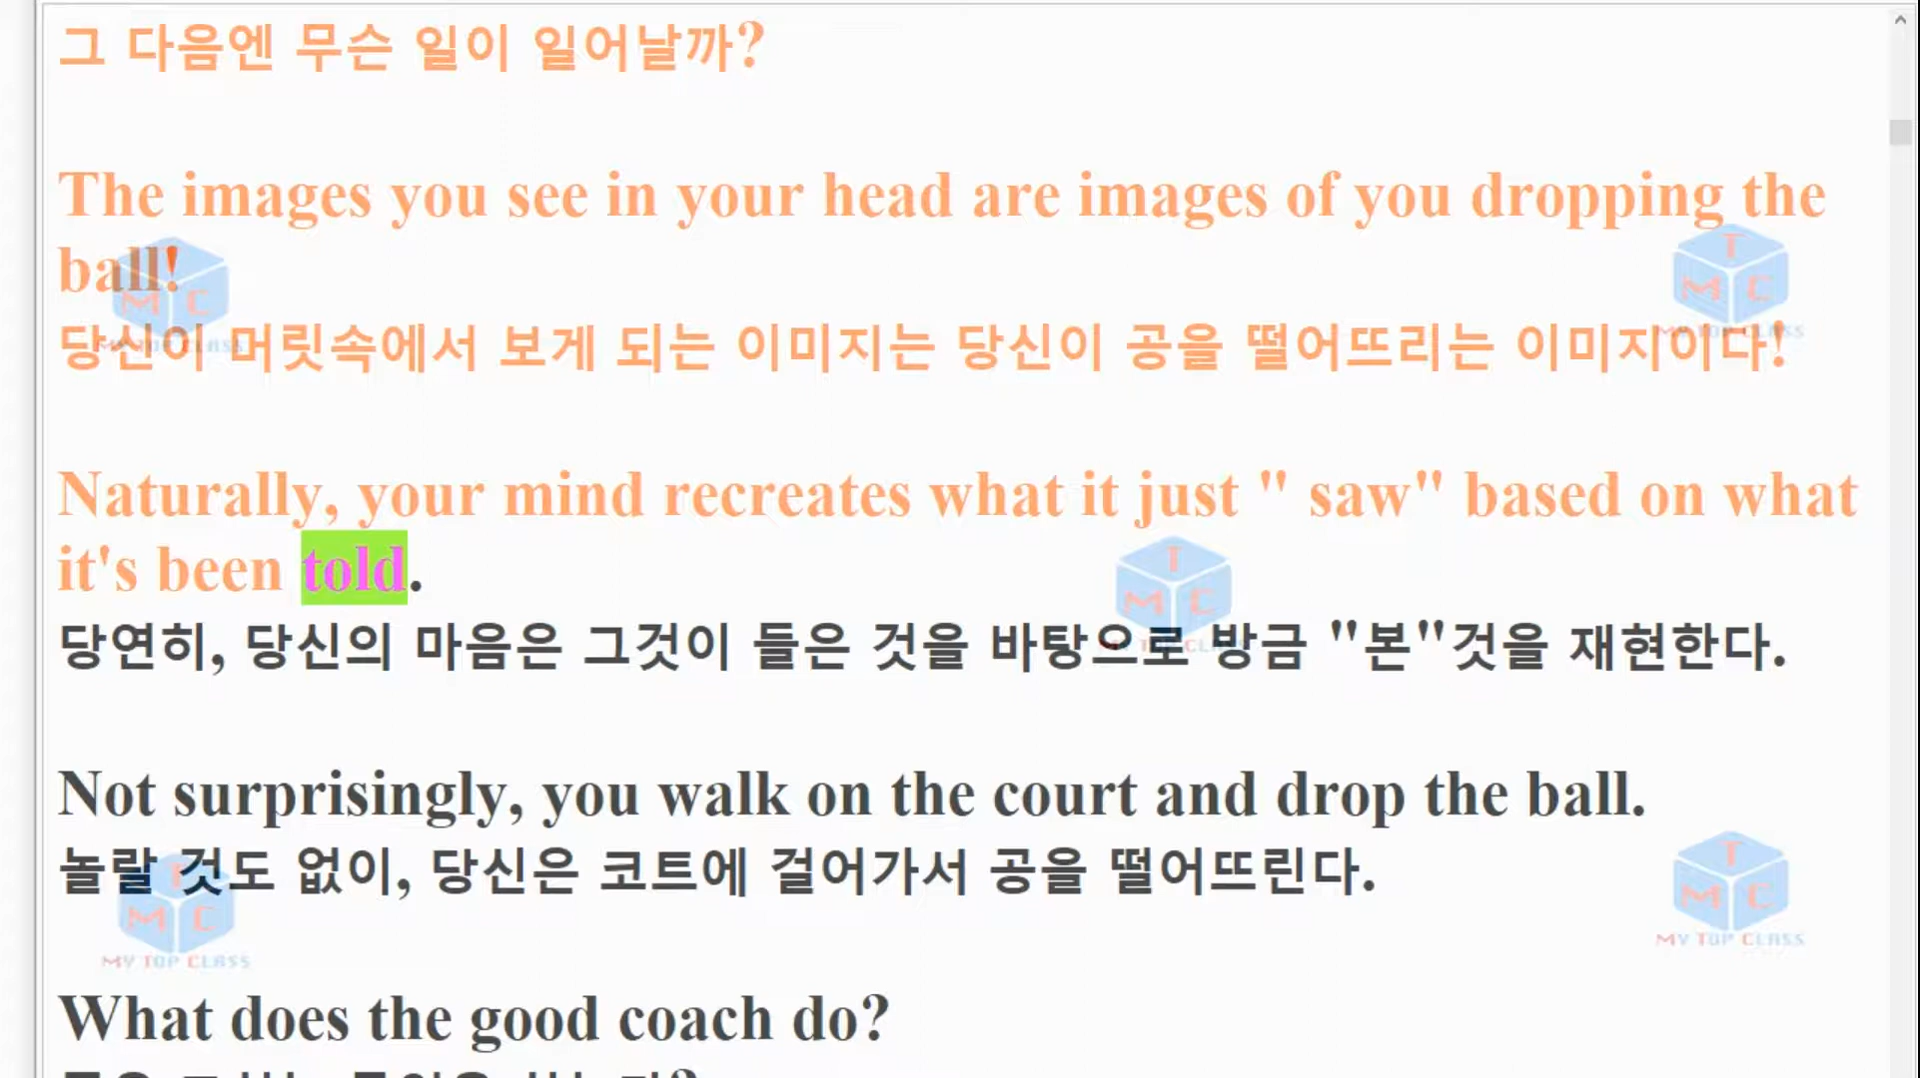 그 다음엔 무슨 일이 일어날까?
The images you see in your head are images of you dropping the
ball!
당신이 머릿속에서 보게 되는 이미지는 당신이 공을 떨어뜨리는 이미지이다!
Naturally, your mind recreates what it just " saw" based on what
it's been told.
당연히, 당신의 마음은 그것이 들은 것을 바탕으로 방금 "본"것을 재현한다.
Not surprisingly, you walk on the court and drop the ball.
놀랄 것도 없이, 당신은 코트에 걸어가서 공을 떨어뜨린다.
T
M C
MY TOP CLASS
T
M C
MY TOP CLASS
What does the good coach do?